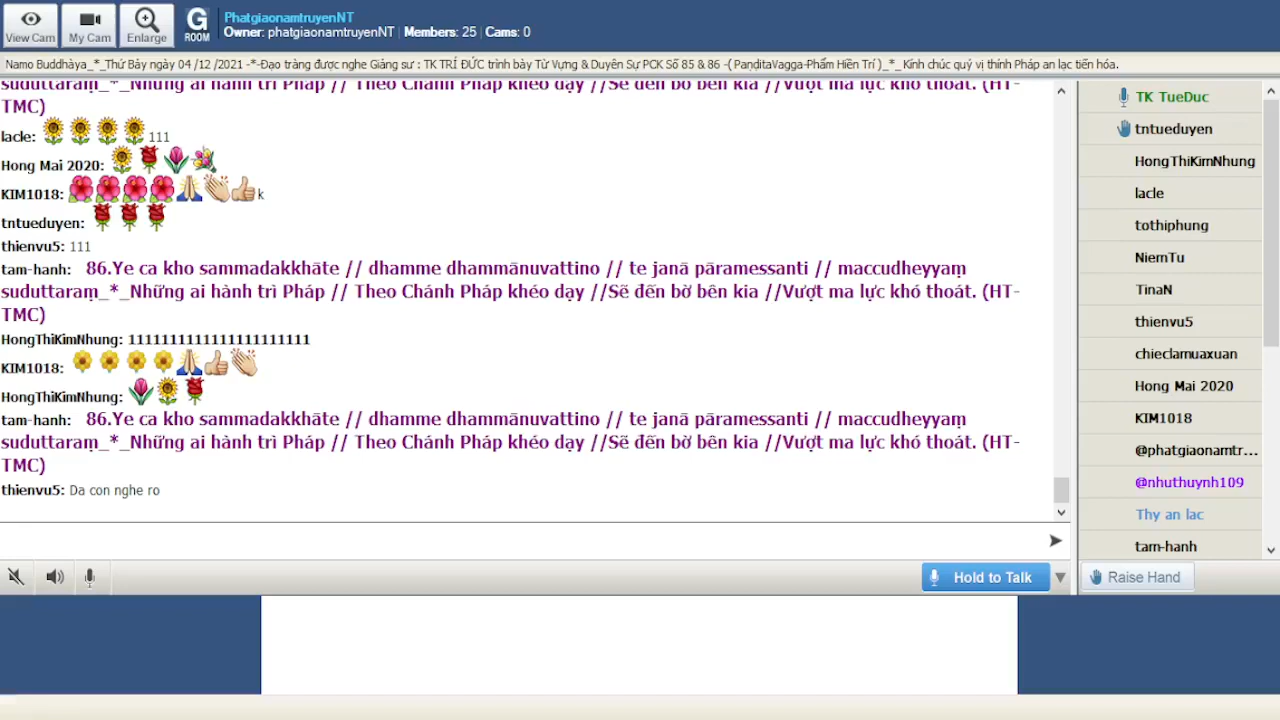 View Cam
My Cam
Enlarge
G
ROOM
PhatgiaonamtruyenNT
Owner: phatgiaonamtruyenNT | Members: 25 | Cams: 0
Namo Buddhàya_*_Thứ Bảy ngày 04 /12 /2021 -*-Đạo tràng được nghe Giảng sư : TK TRÍ ĐỨC trình bày Từ Vựng & Duyên Sự PCK Số 85 & 86 -( PaṇḍitaVagga-Phẩm Hiền Trí )_*_ Kính chúc quý vị thính Pháp an lạc tiến hóa.
suduttaraṃ_*_Những ai hành trì Pháp // Theo Chánh Pháp khéo dạy //Sẽ đến bờ bên kia //Vượt ma lực khó thoát. (HT-
TMC)
lacle: 111
Hong Mai 2020:
KIM1018: k
tntueduyen:
thienvu5: 111
tam-hanh: 86.Ye ca kho sammadakkhāte // dhamme dhammānuvattino // te janā pāramessanti // maccudheyyaṃ
suduttaraṃ_*_Những ai hành trì Pháp // Theo Chánh Pháp khéo dạy //Sẽ đến bờ bên kia //Vượt ma lực khó thoát. (HT-
TMC)
HongThiKimNhung: 1111111111111111111111
KIM1018:
HongThiKimNhung:
tam-hanh: 86.Ye ca kho sammadakkhāte // dhamme dhammānuvattino // te janā pāramessanti // maccudheyyaṃ
suduttaraṃ_*_Những ai hành trì Pháp // Theo Chánh Pháp khéo dạy //Sẽ đến bờ bên kia //Vượt ma lực khó thoát. (HT-
TMC)
thienvu5: Da con nghe ro
Hold to Talk
TK TueDuc
tntueduyen
HongThiKimNhung
lacle
tothiphung
NiemTu
TinaN
thienvu5
chieclamuaxuan
Hong Mai 2020
KIM1018
@phatgiaonamtr...
@nhuthuynh109
Thy an lac
tam-hanh
Raise Hand